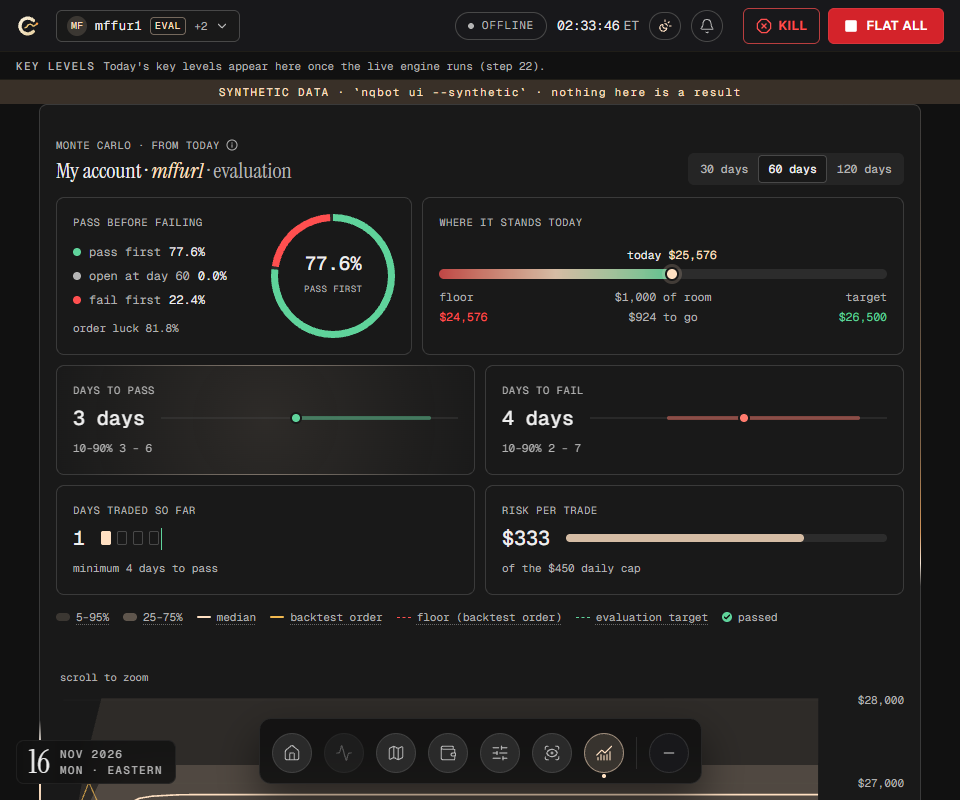 MF mffur1 EVAL +2
OFFLINE
02:33:46 ET
KILL
FLAT ALL
KEY LEVELS Today's key levels appear here once the live engine runs (step 22).
SYNTHETIC DATA · `nqbot ui --synthetic` · nothing here is a result
MONTE CARLO · FROM TODAY
My account · mffur1 · evaluation
30 days 60 days 120 days
PASS BEFORE FAILING
pass first 77.6%
open at day 60 0.0%
fail first 22.4%
order luck 81.8%
77.6%
PASS FIRST
WHERE IT STANDS TODAY
today $25,576
floor $1,000 of room target
$24,576 $924 to go $26,500
DAYS TO PASS
3 days
10-90% 3 - 6
DAYS TO FAIL
4 days
10-90% 2 - 7
DAYS TRADED SO FAR
1
minimum 4 days to pass
RISK PER TRADE
$333
of the $450 daily cap
5-95% 25-75% median backtest order floor (backtest order) evaluation target passed
scroll to zoom
$28,000
$27,000
16 NOV 2026
MON · EASTERN